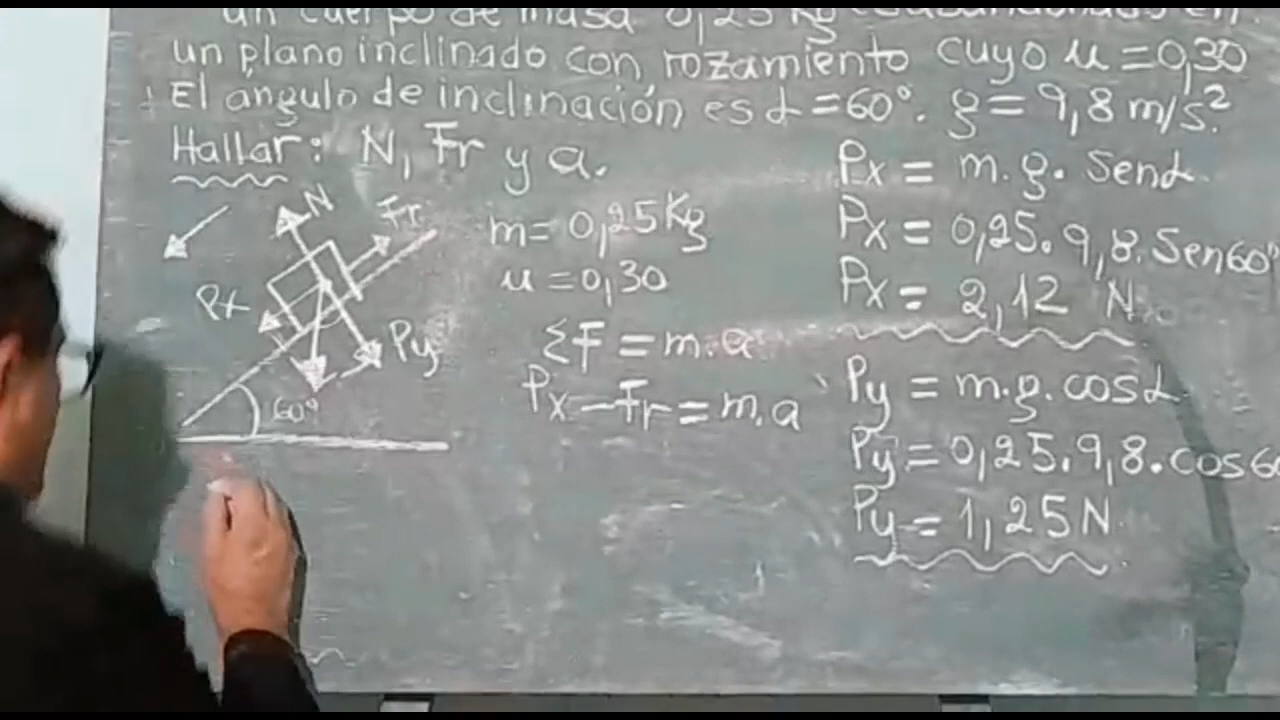 un cuerpo de masa 0,25 Kg es abandonado en
un plano inclinado con rozamiento cuyo u = 0,30
El ángulo de inclinación es α = 60°. g = 9,8 m/s².
Hallar: N, Fr y a.
N
Fr
Px
Py
60°
m = 0,25 Kg
u = 0,30
ΣF = m.a
Px - Fr = m.a
Px = m.g. Senα
Px = 0,25.9,8.Sen60°
Px = 2,12 N
Py = m.g.cosα
Py = 0,25.9,8.cos60
Py = 1,25 N